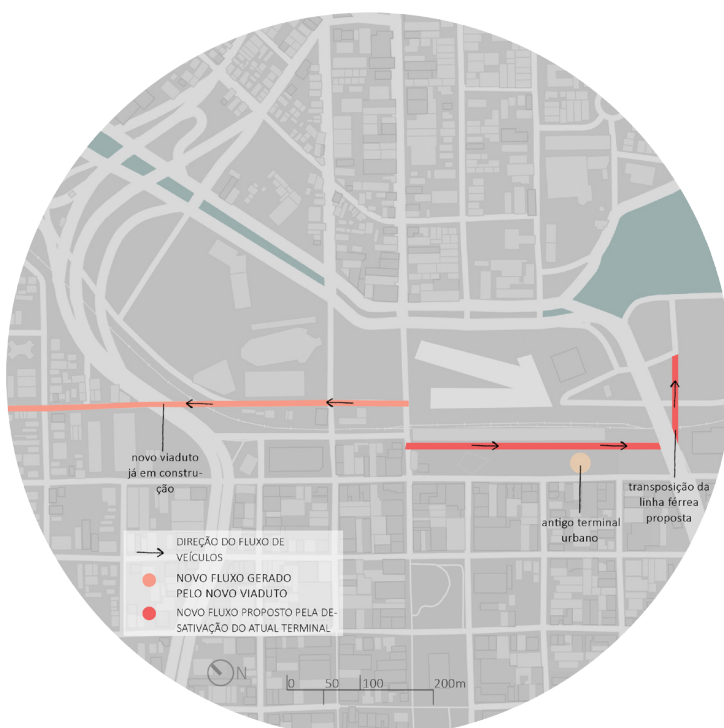 novo viaduto
já em constru-
ção
transposição da
linha férrea
proposta
antigo terminal
urbano
DIREÇÃO DO FLUXO DE
VEÍCULOS
NOVO FLUXO GERADO
PELO NOVO VIADUTO
NOVO FLUXO PROPOSTO PELA DE-
SATIVAÇÃO DO ATUAL TERMINAL
N
0 50 100 200m